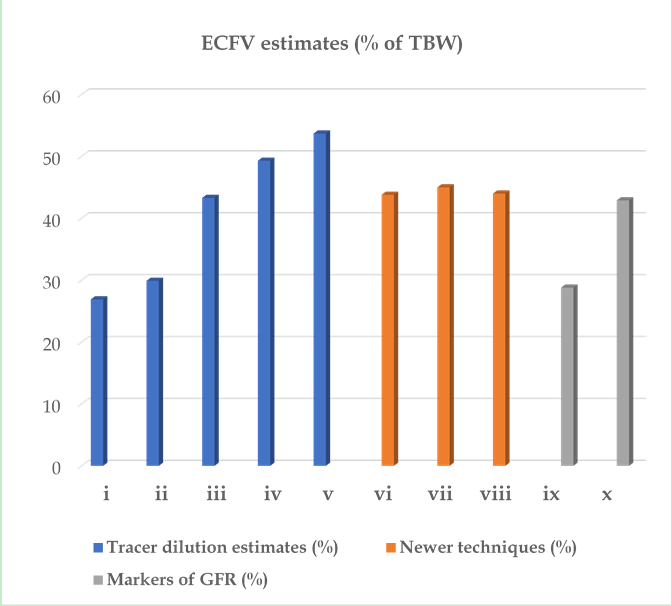 ECFV estimates (% of TBW)
60
50
40
30
20
10
0
i ii iii iv v vi vii viii ix x
Tracer dilution estimates (%) Newer techniques (%)
Markers of GFR (%)